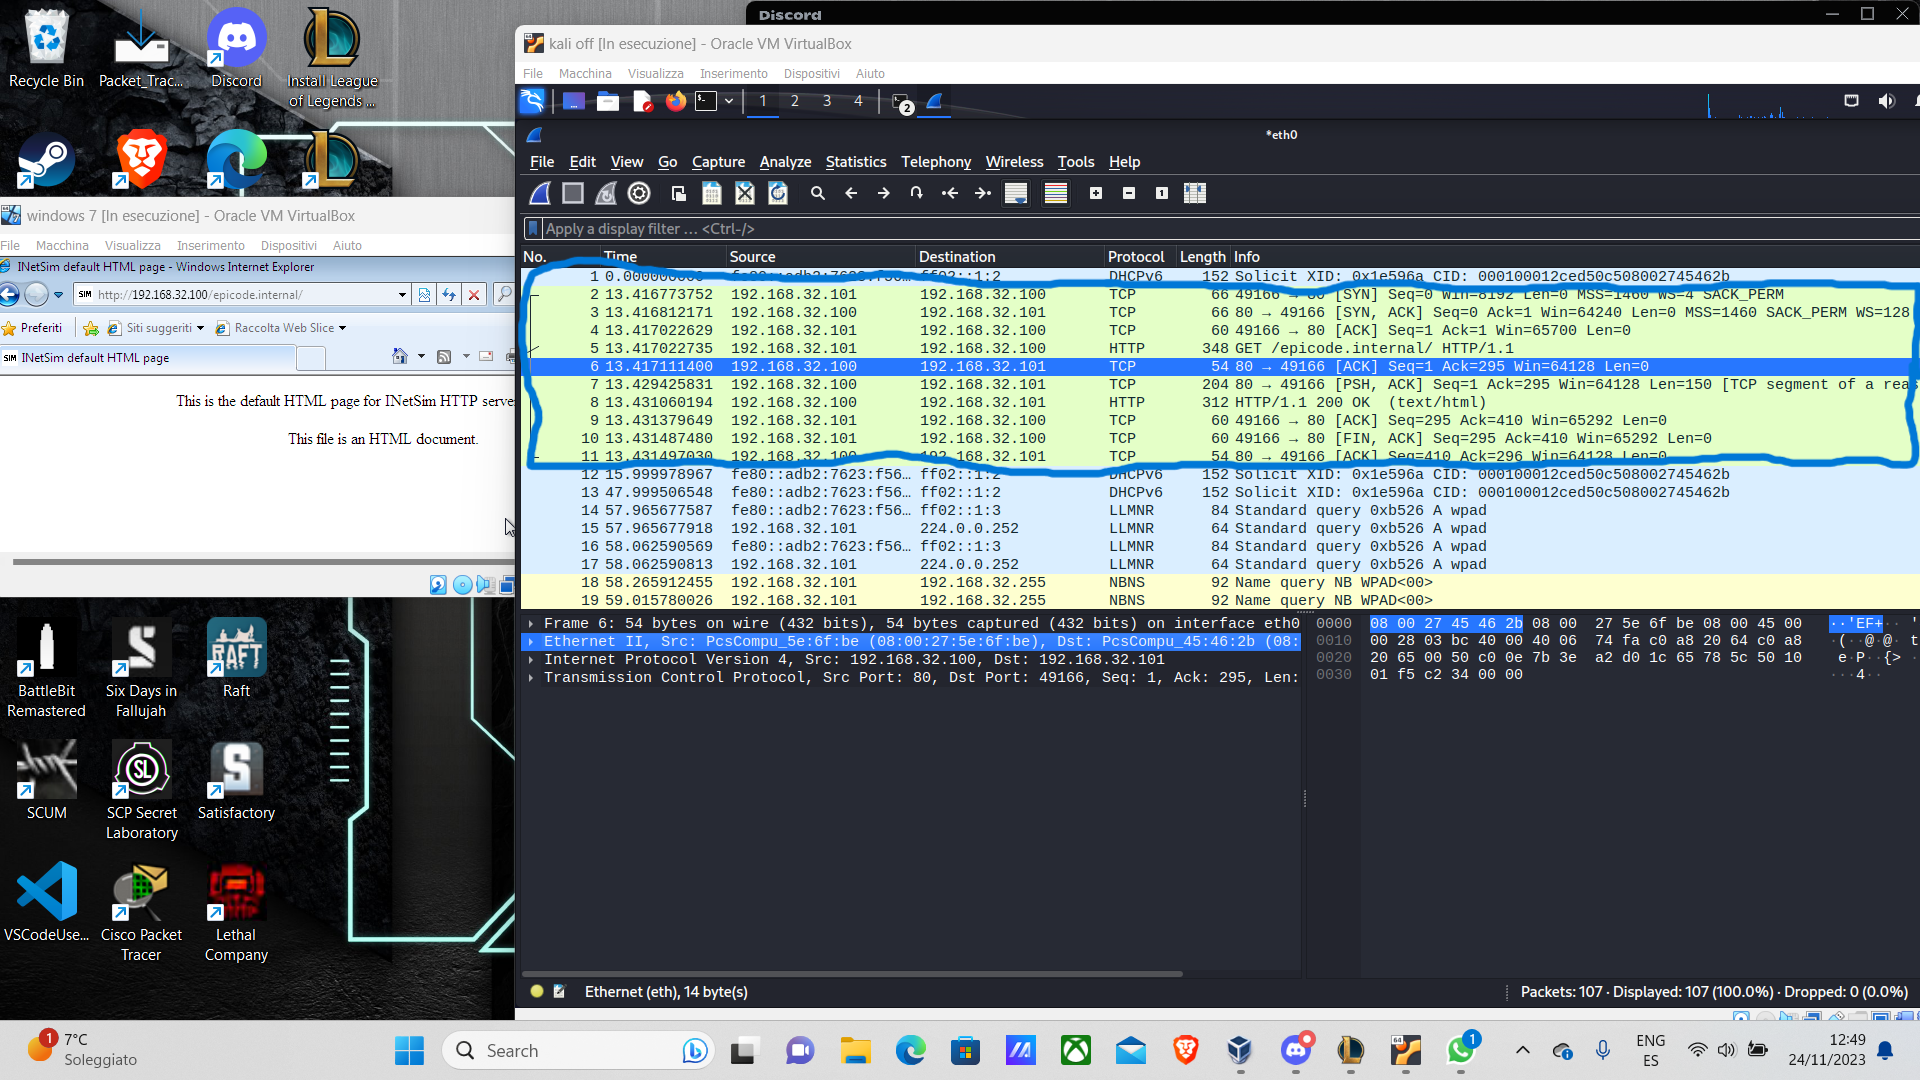 Discord
Recycle Bin
Packet_Trac...
Discord
Install League of Legends ...
kali off [In esecuzione] - Oracle VM VirtualBox
File Macchina Visualizza Inserimento Dispositivi Aiuto
1 2 3 4 2
*eth0
File Edit View Go Capture Analyze Statistics Telephony Wireless Tools Help
Apply a display filter ... <Ctrl-/>
No. Time Source Destination Protocol Length Info
1 0.000000000 fe80::adb2:7623:f56... ff02::1:2 DHCPv6 152 Solicit XID: 0x1e596a CID: 000100012ced50c508002745462b
2 13.416773752 192.168.32.101 192.168.32.100 TCP 66 49166 → 80 [SYN] Seq=0 Win=8192 Len=0 MSS=1460 WS=4 SACK_PERM
3 13.416812171 192.168.32.100 192.168.32.101 TCP 66 80 → 49166 [SYN, ACK] Seq=0 Ack=1 Win=64240 Len=0 MSS=1460 SACK_PERM WS=128
4 13.417022629 192.168.32.101 192.168.32.100 TCP 60 49166 → 80 [ACK] Seq=1 Ack=1 Win=65700 Len=0
5 13.417022735 192.168.32.101 192.168.32.100 HTTP 348 GET /epicode.internal/ HTTP/1.1
6 13.417111400 192.168.32.100 192.168.32.101 TCP 54 80 → 49166 [ACK] Seq=1 Ack=295 Win=64128 Len=0
7 13.429425831 192.168.32.100 192.168.32.101 TCP 204 80 → 49166 [PSH, ACK] Seq=1 Ack=295 Win=64128 Len=150 [TCP segment of a reas
8 13.431060194 192.168.32.100 192.168.32.101 HTTP 312 HTTP/1.1 200 OK (text/html)
9 13.431379649 192.168.32.101 192.168.32.100 TCP 60 49166 → 80 [ACK] Seq=295 Ack=410 Win=65292 Len=0
10 13.431487480 192.168.32.101 192.168.32.100 TCP 60 49166 → 80 [FIN, ACK] Seq=295 Ack=410 Win=65292 Len=0
11 13.431497030 192.168.32.100 192.168.32.101 TCP 54 80 → 49166 [ACK] Seq=410 Ack=296 Win=64128 Len=0
12 15.999978967 fe80::adb2:7623:f56... ff02::1:2 DHCPv6 152 Solicit XID: 0x1e596a CID: 000100012ced50c508002745462b
13 47.999506548 fe80::adb2:7623:f56... ff02::1:2 DHCPv6 152 Solicit XID: 0x1e596a CID: 000100012ced50c508002745462b
14 57.965677587 fe80::adb2:7623:f56... ff02::1:3 LLMNR 84 Standard query 0xb526 A wpad
15 57.965677918 192.168.32.101 224.0.0.252 LLMNR 64 Standard query 0xb526 A wpad
16 58.062590569 fe80::adb2:7623:f56... ff02::1:3 LLMNR 84 Standard query 0xb526 A wpad
17 58.062590813 192.168.32.101 224.0.0.252 LLMNR 64 Standard query 0xb526 A wpad
18 58.265912455 192.168.32.101 192.168.32.255 NBNS 92 Name query NB WPAD<00>
19 59.015780026 192.168.32.101 192.168.32.255 NBNS 92 Name query NB WPAD<00>
Frame 6: 54 bytes on wire (432 bits), 54 bytes captured (432 bits) on interface eth0
Ethernet II, Src: PcsCompu_5e:6f:be (08:00:27:5e:6f:be), Dst: PcsCompu_45:46:2b (08:
Internet Protocol Version 4, Src: 192.168.32.100, Dst: 192.168.32.101
Transmission Control Protocol, Src Port: 80, Dst Port: 49166, Seq: 1, Ack: 295, Len:
0000 08 00 27 45 46 2b 08 00 27 5e 6f be 08 00 45 00 ··'EF+·· '
0010 00 28 03 bc 40 00 40 06 74 fa c0 a8 20 64 c0 a8 ·(··@·@· t
0020 20 65 00 50 c0 0e 7b 3e a2 d0 1c 65 78 5c 50 10 e·P··{> ·
0030 01 f5 c2 34 00 00 ···4··
Ethernet (eth), 14 byte(s)
Packets: 107 · Displayed: 107 (100.0%) · Dropped: 0 (0.0%)
windows 7 [In esecuzione] - Oracle VM VirtualBox
File Macchina Visualizza Inserimento Dispositivi Aiuto
INetSim default HTML page - Windows Internet Explorer
SIM http://192.168.32.100/epicode.internal/
Preferiti Siti suggeriti Raccolta Web Slice
SIM INetSim default HTML page
This is the default HTML page for INetSim HTTP serve
This file is an HTML document.
BattleBit Remastered
Six Days in Fallujah
RAFT
Raft
SCUM
SL
SCP Secret Laboratory
Satisfactory
VSCodeUse...
Cisco Packet Tracer
Lethal Company
1
7°C
Soleggiato
Search
1
ENG
ES
12:49
24/11/2023